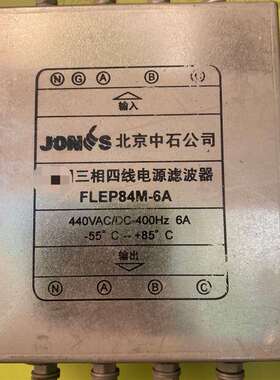 N G A B C
输入
JONES 北京中石公司
三相四线电源滤波器
FLEP84M-6A
440VAC/DC-400Hz 6A
-55°C -- +85°C
输出
N A B C